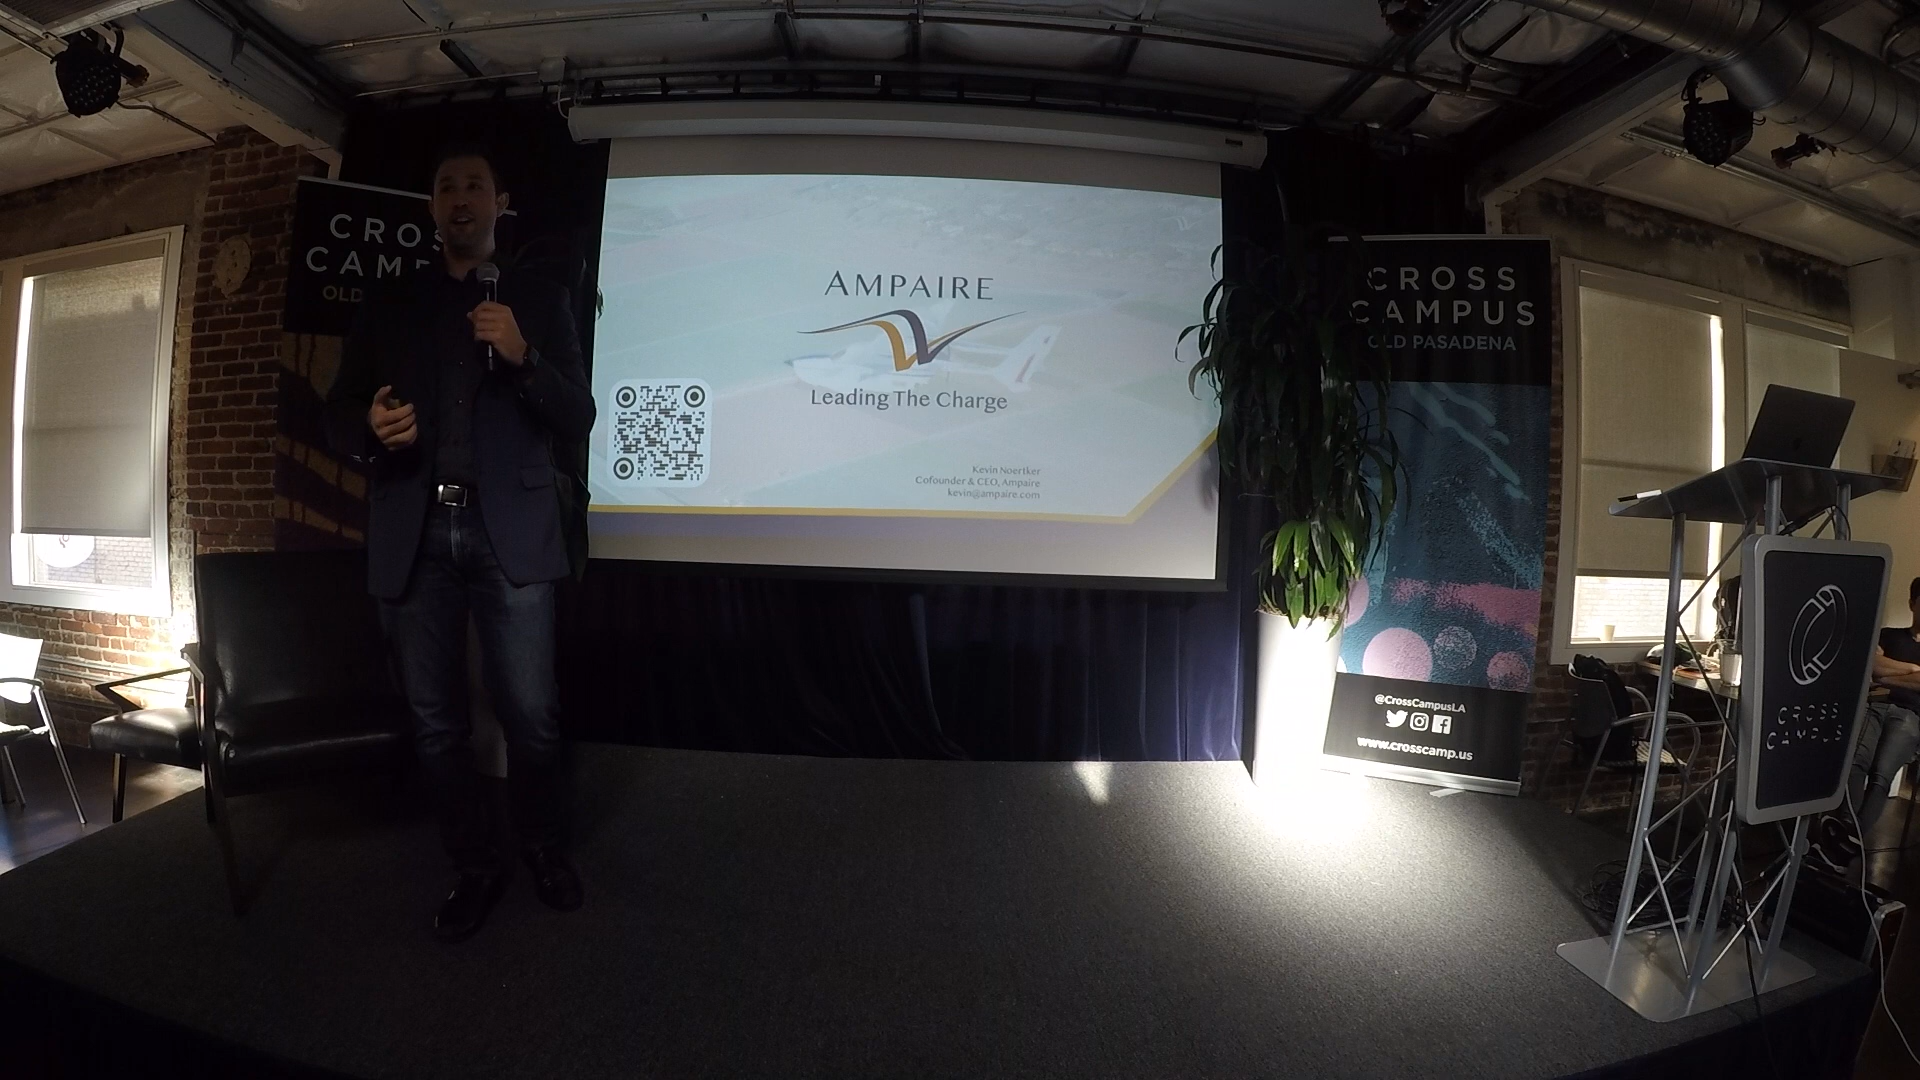 CROS
CAMP
OLD
AMPAIRE
Leading The Charge
Kevin Noertker
Cofounder & CEO, Ampaire
kevin@ampaire.com
CROSS
CAMPUS
OLD PASADENA
@CrossCampusLA
www.crosscamp.us
CROSS
CAMPUS